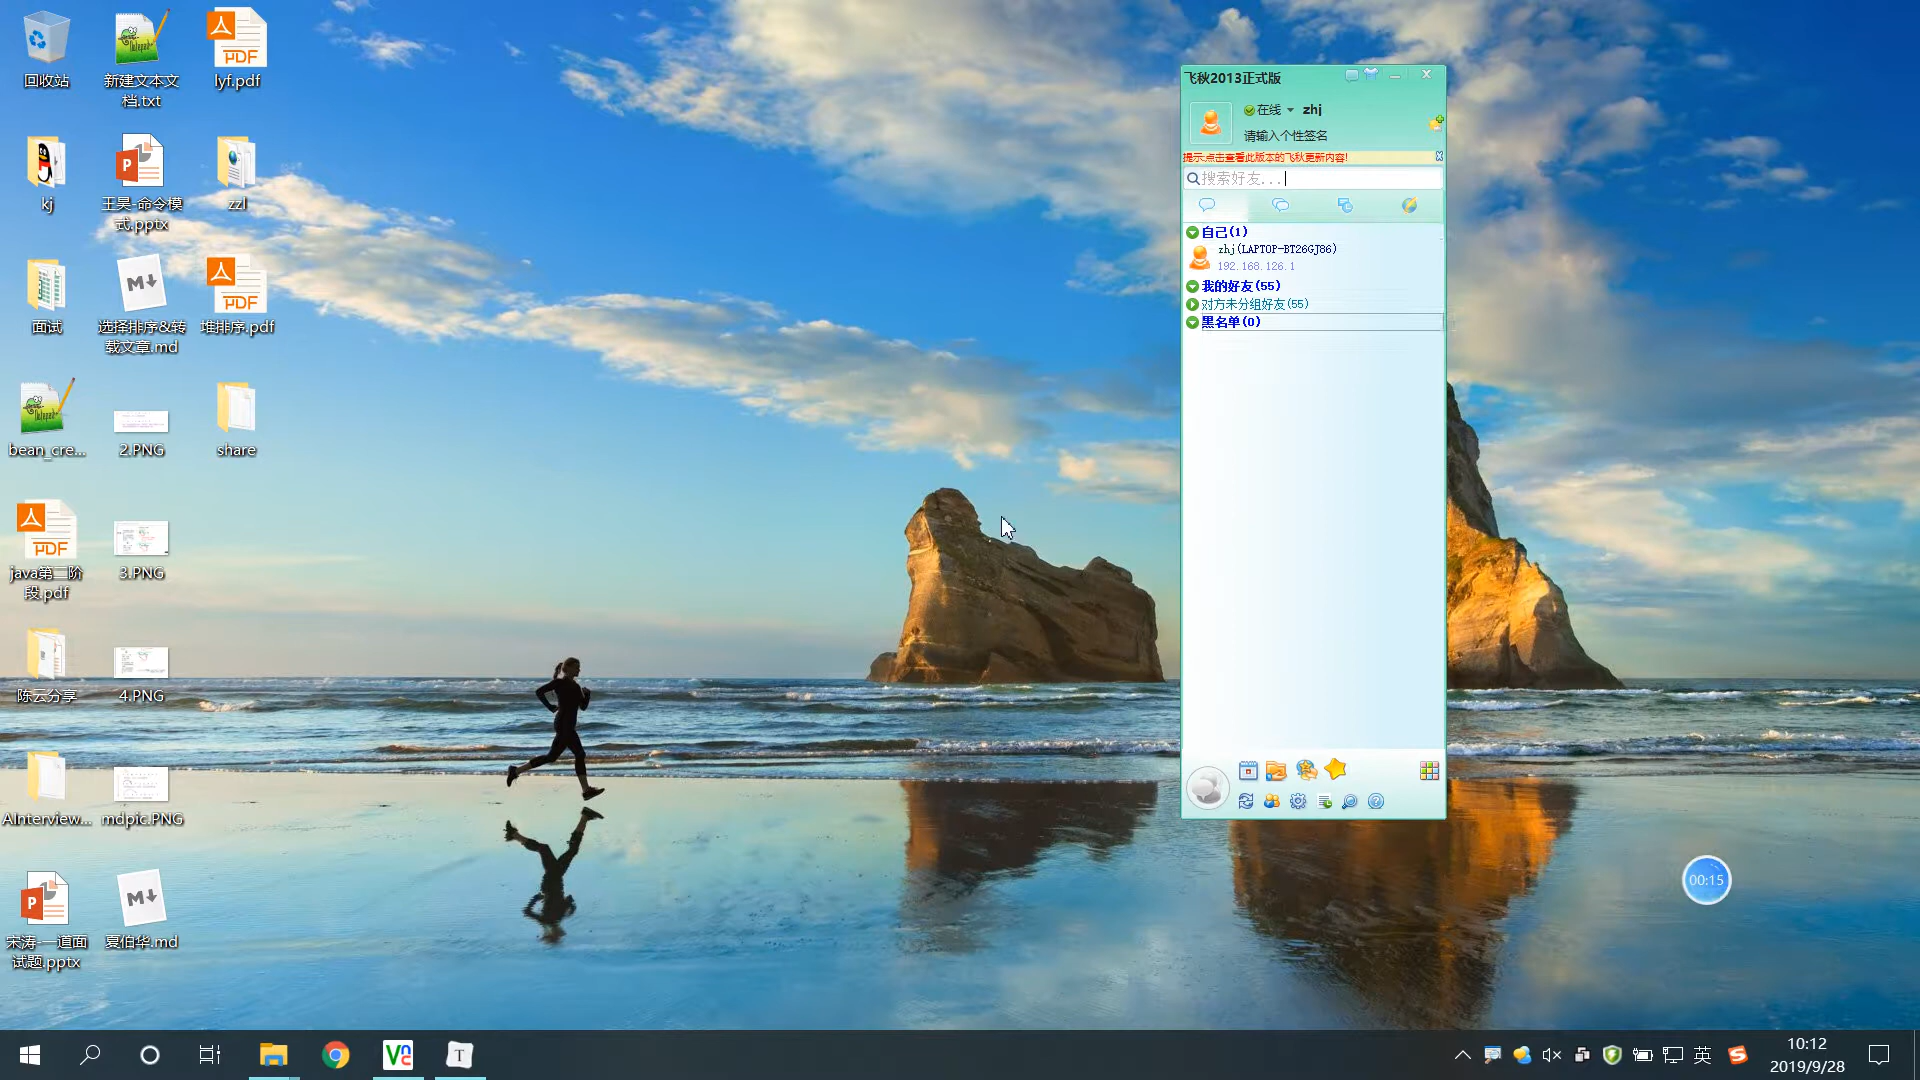 回收站
新建文本文
档.txt
lyf.pdf
kj
王昊-命令模
式.pptx
zzl
面试
选择排序&转
载文章.md
堆排序.pdf
bean_cre...
2.PNG
share
java第二阶
段.pdf
3.PNG
陈云分享
4.PNG
AInterview...
mdpic.PNG
宋涛-一道面
试题.pptx
夏伯华.md
飞秋2013正式版
在线 zhj
请输入个性签名
提示:点击查看此版本的飞秋更新内容!
搜索好友...
自己(1)
zhj(LAPTOP-BT26GJ86)
192.168.126.1
我的好友(55)
对方未分组好友(55)
黑名单(0)
00:15
英
10:12
2019/9/28